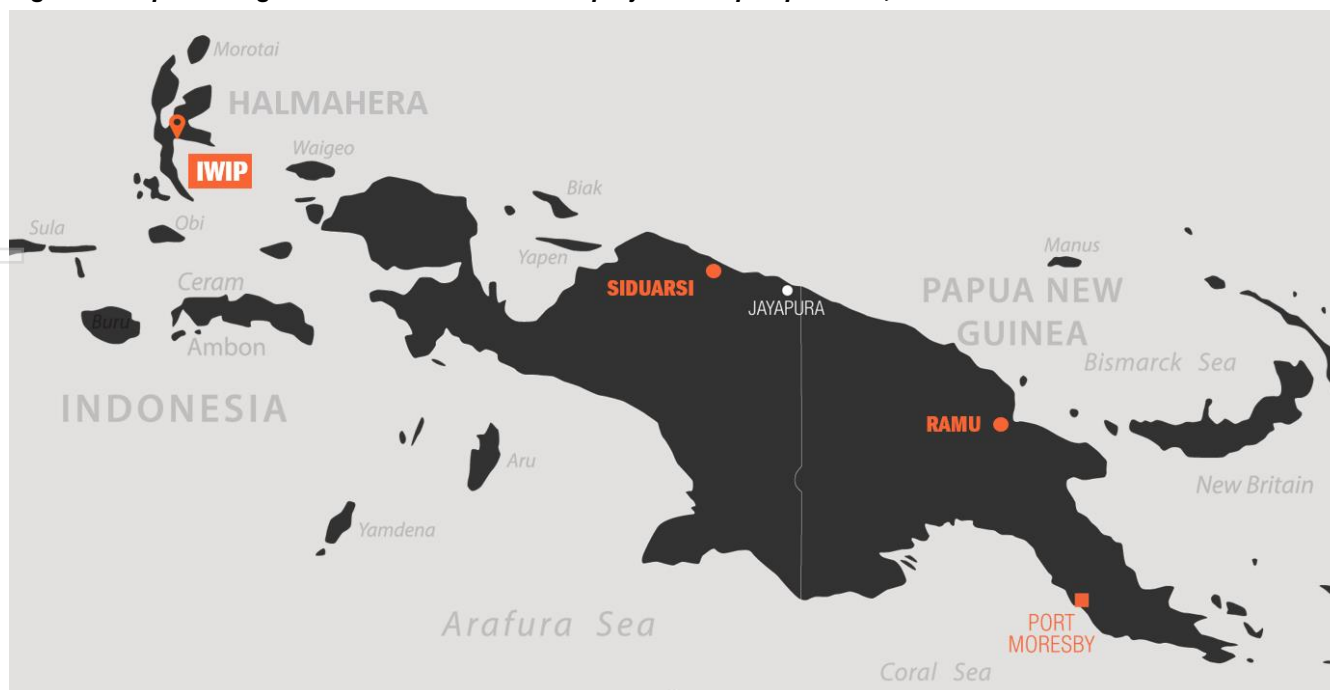 Morotai
HALMAHERA
Waigeo
IWIP
Biak
Sula
Obi
Yapen
Manus
Ceram
SIDUARSI
JAYAPURA
PAPUA NEW
GUINEA
Buru
Ambon
Bismarck Sea
INDONESIA
RAMU
Aru
New Britain
Yamdena
Arafura Sea
PORT
MORESBY
Coral Sea